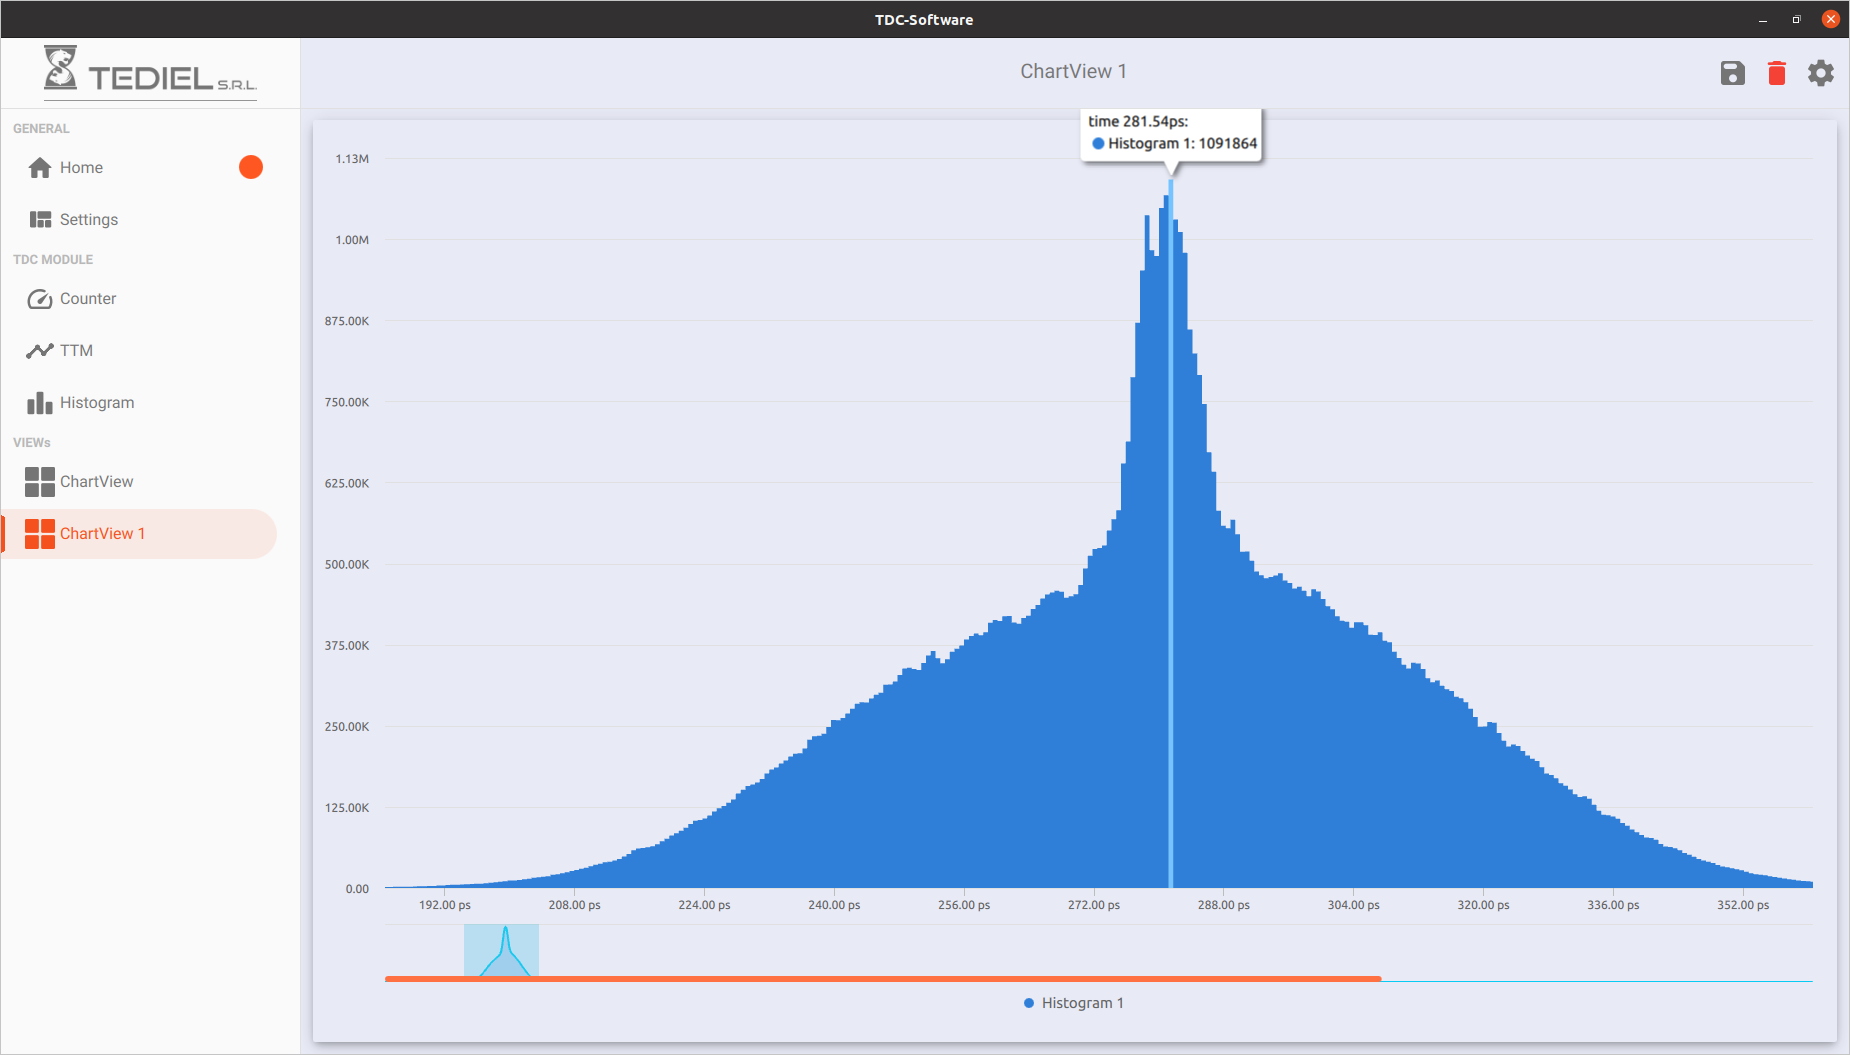 TDC-Software
TEDIEL S.R.L.
ChartView 1
GENERAL
Home
Settings
TDC MODULE
Counter
TTM
Histogram
VIEWs
ChartView
ChartView 1
time 281.54ps:
Histogram 1: 1091864
1.13M
1.00M
875.00K
750.00K
625.00K
500.00K
375.00K
250.00K
125.00K
0.00
192.00 ps 208.00 ps 224.00 ps 240.00 ps 256.00 ps 272.00 ps 288.00 ps 304.00 ps 320.00 ps 336.00 ps 352.00 ps
Histogram 1